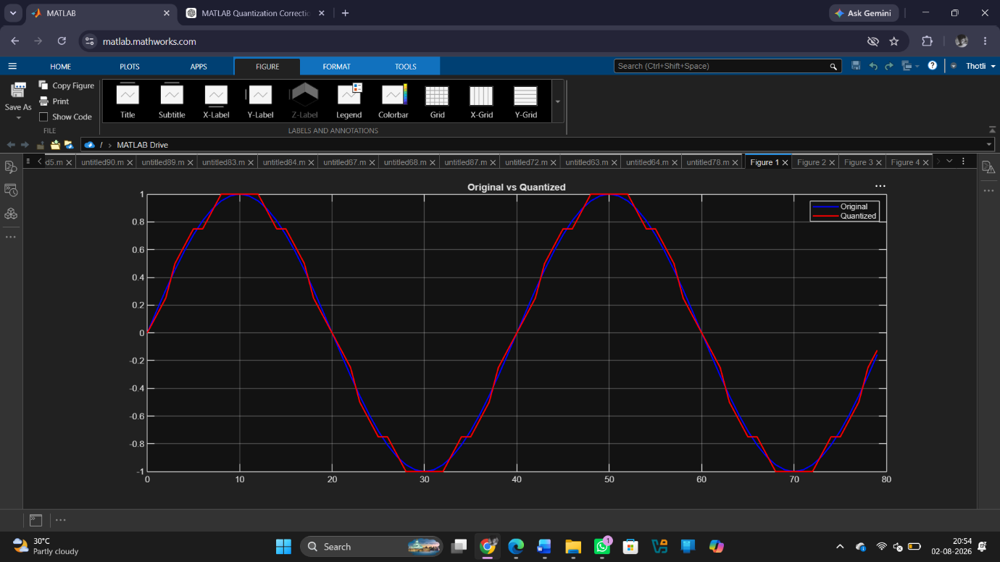 MATLAB
MATLAB Quantization Correctio
Ask Gemini
matlab.mathworks.com
HOME PLOTS APPS FIGURE FORMAT TOOLS
Search (Ctrl+Shift+Space)
Thotli
Save As
Copy Figure
Print
Show Code
FILE
Title Subtitle X-Label Y-Label Z-Label Legend Colorbar Grid X-Grid Y-Grid
LABELS AND ANNOTATIONS
/ › MATLAB Drive
d5.m untitled90.m untitled89.m untitled83.m untitled84.m untitled67.m untitled68.m untitled87.m untitled72.m untitled63.m untitled64.m untitled78.m Figure 1 Figure 2 Figure 3 Figure 4
Original vs Quantized
Original
Quantized
1
0.8
0.6
0.4
0.2
0
-0.2
-0.4
-0.6
-0.8
-1
0 10 20 30 40 50 60 70 80
30°C
Partly cloudy
Search
1
20:54
02-08-2026